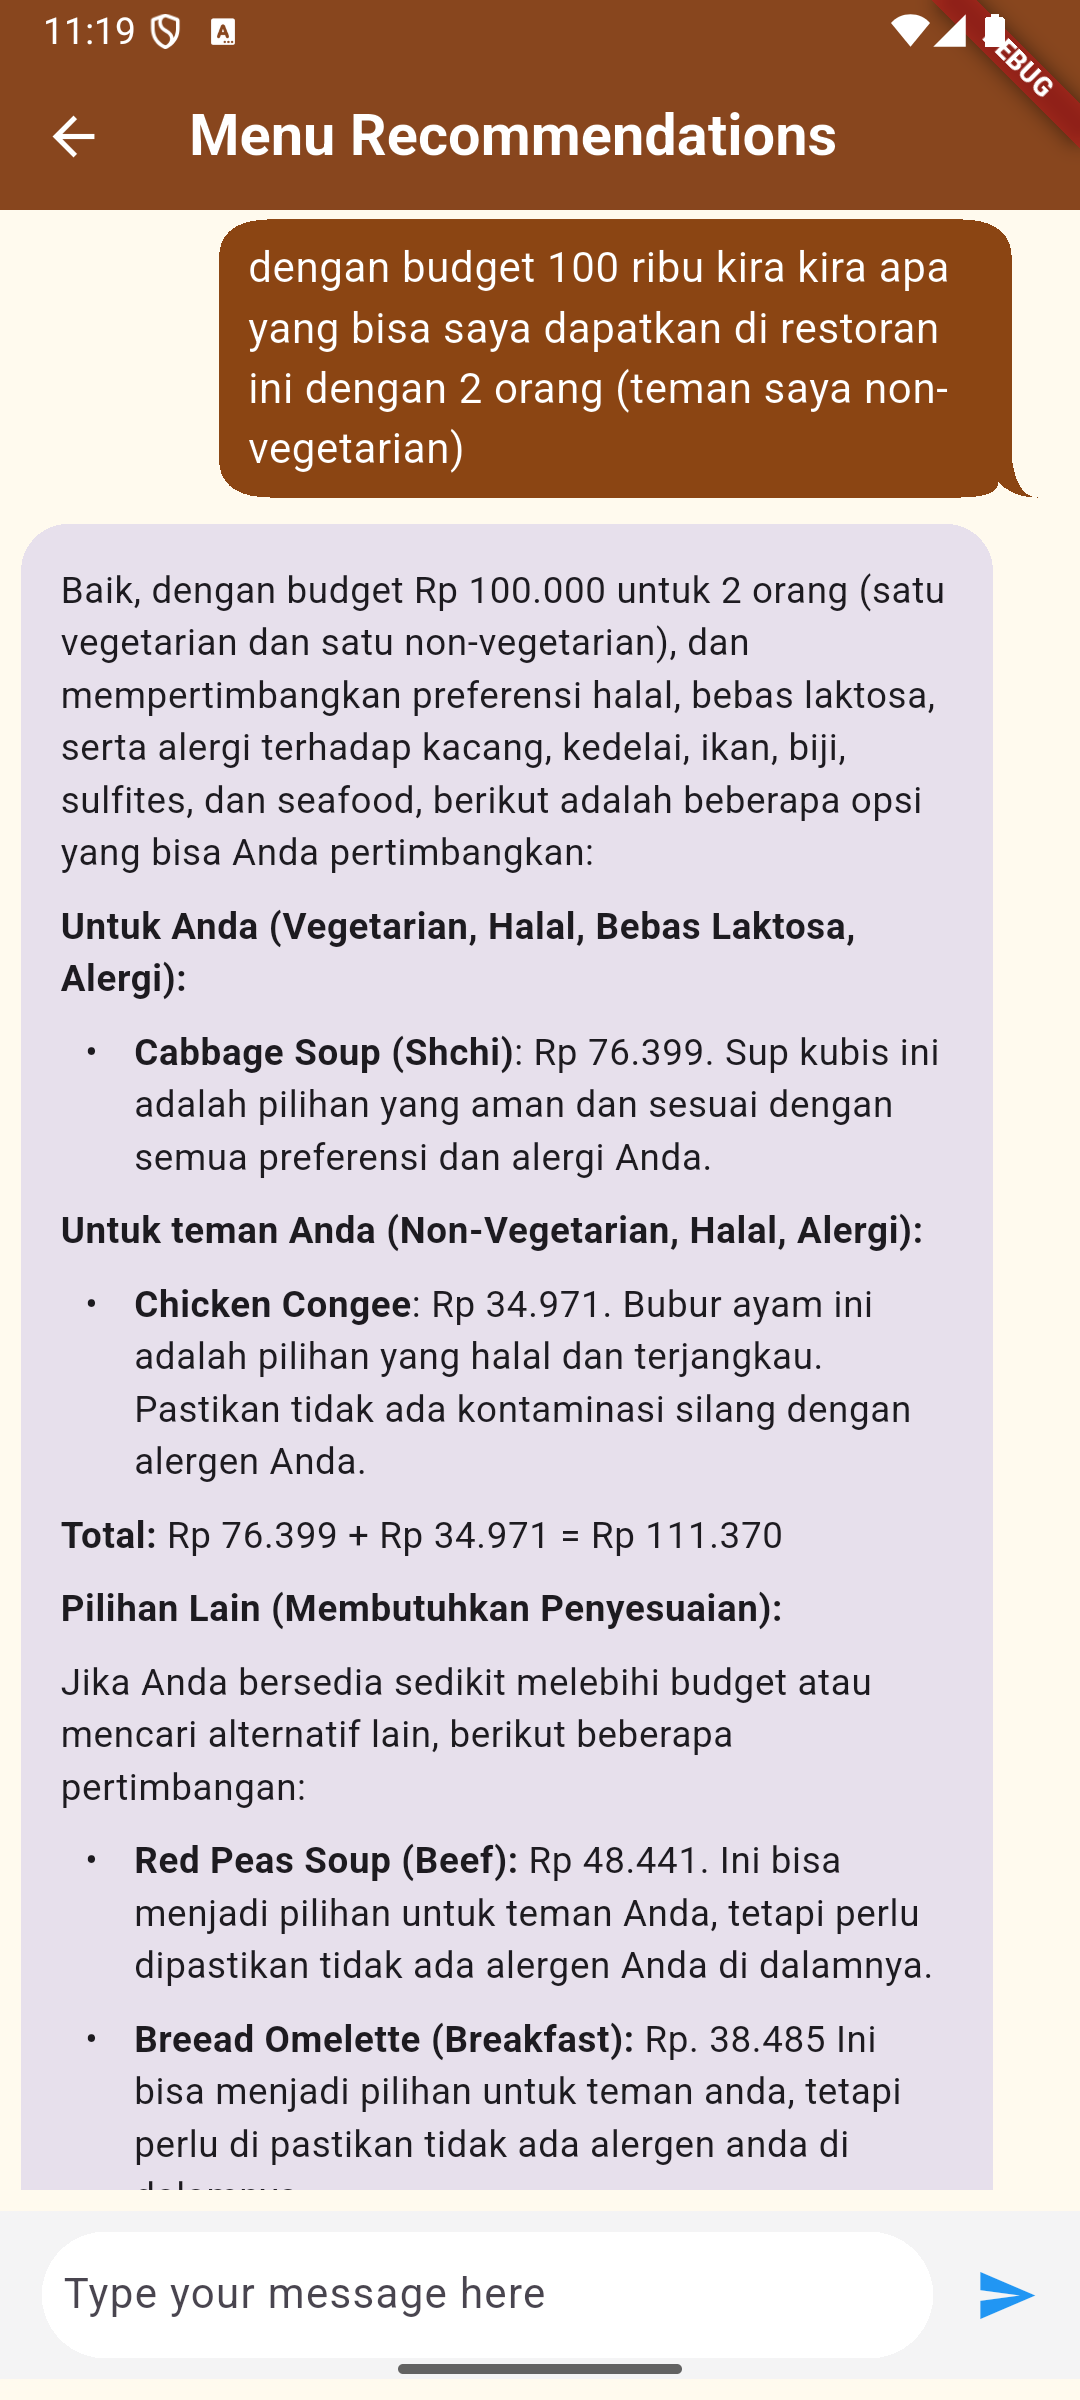 11:19
EBUG
Menu Recommendations
dengan budget 100 ribu kira kira apa
yang bisa saya dapatkan di restoran
ini dengan 2 orang (teman saya non-
vegetarian)
Baik, dengan budget Rp 100.000 untuk 2 orang (satu
vegetarian dan satu non-vegetarian), dan
mempertimbangkan preferensi halal, bebas laktosa,
serta alergi terhadap kacang, kedelai, ikan, biji,
sulfites, dan seafood, berikut adalah beberapa opsi
yang bisa Anda pertimbangkan:
Untuk Anda (Vegetarian, Halal, Bebas Laktosa,
Alergi):
• Cabbage Soup (Shchi): Rp 76.399. Sup kubis ini
adalah pilihan yang aman dan sesuai dengan
semua preferensi dan alergi Anda.
Untuk teman Anda (Non-Vegetarian, Halal, Alergi):
• Chicken Congee: Rp 34.971. Bubur ayam ini
adalah pilihan yang halal dan terjangkau.
Pastikan tidak ada kontaminasi silang dengan
alergen Anda.
Total: Rp 76.399 + Rp 34.971 = Rp 111.370
Pilihan Lain (Membutuhkan Penyesuaian):
Jika Anda bersedia sedikit melebihi budget atau
mencari alternatif lain, berikut beberapa
pertimbangan:
• Red Peas Soup (Beef): Rp 48.441. Ini bisa
menjadi pilihan untuk teman Anda, tetapi perlu
dipastikan tidak ada alergen Anda di dalamnya.
• Breead Omelette (Breakfast): Rp. 38.485 Ini
bisa menjadi pilihan untuk teman anda, tetapi
perlu di pastikan tidak ada alergen anda di
Type your message here